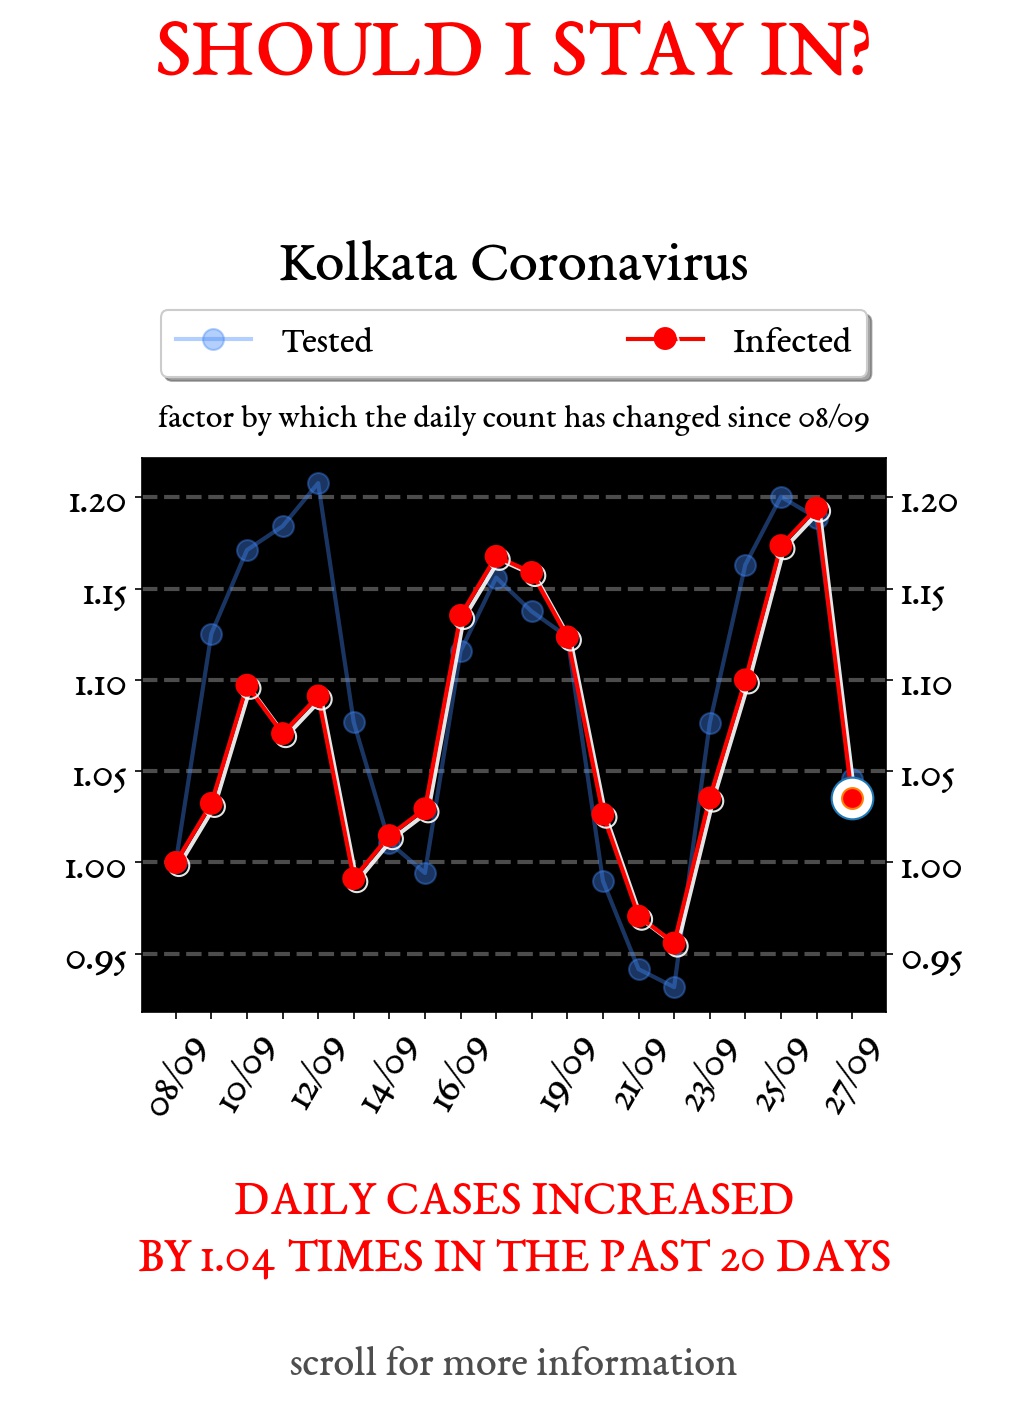 SHOULD I STAY IN?
Kolkata Coronavirus
Tested Infected
factor by which the daily count has changed since 08/09
1.20 1.20
1.15 1.15
1.10 1.10
1.05 1.05
1.00 1.00
0.95 0.95
08/09 10/09 12/09 14/09 16/09 19/09 21/09 23/09 25/09 27/09
DAILY CASES INCREASED
BY 1.04 TIMES IN THE PAST 20 DAYS
scroll for more information